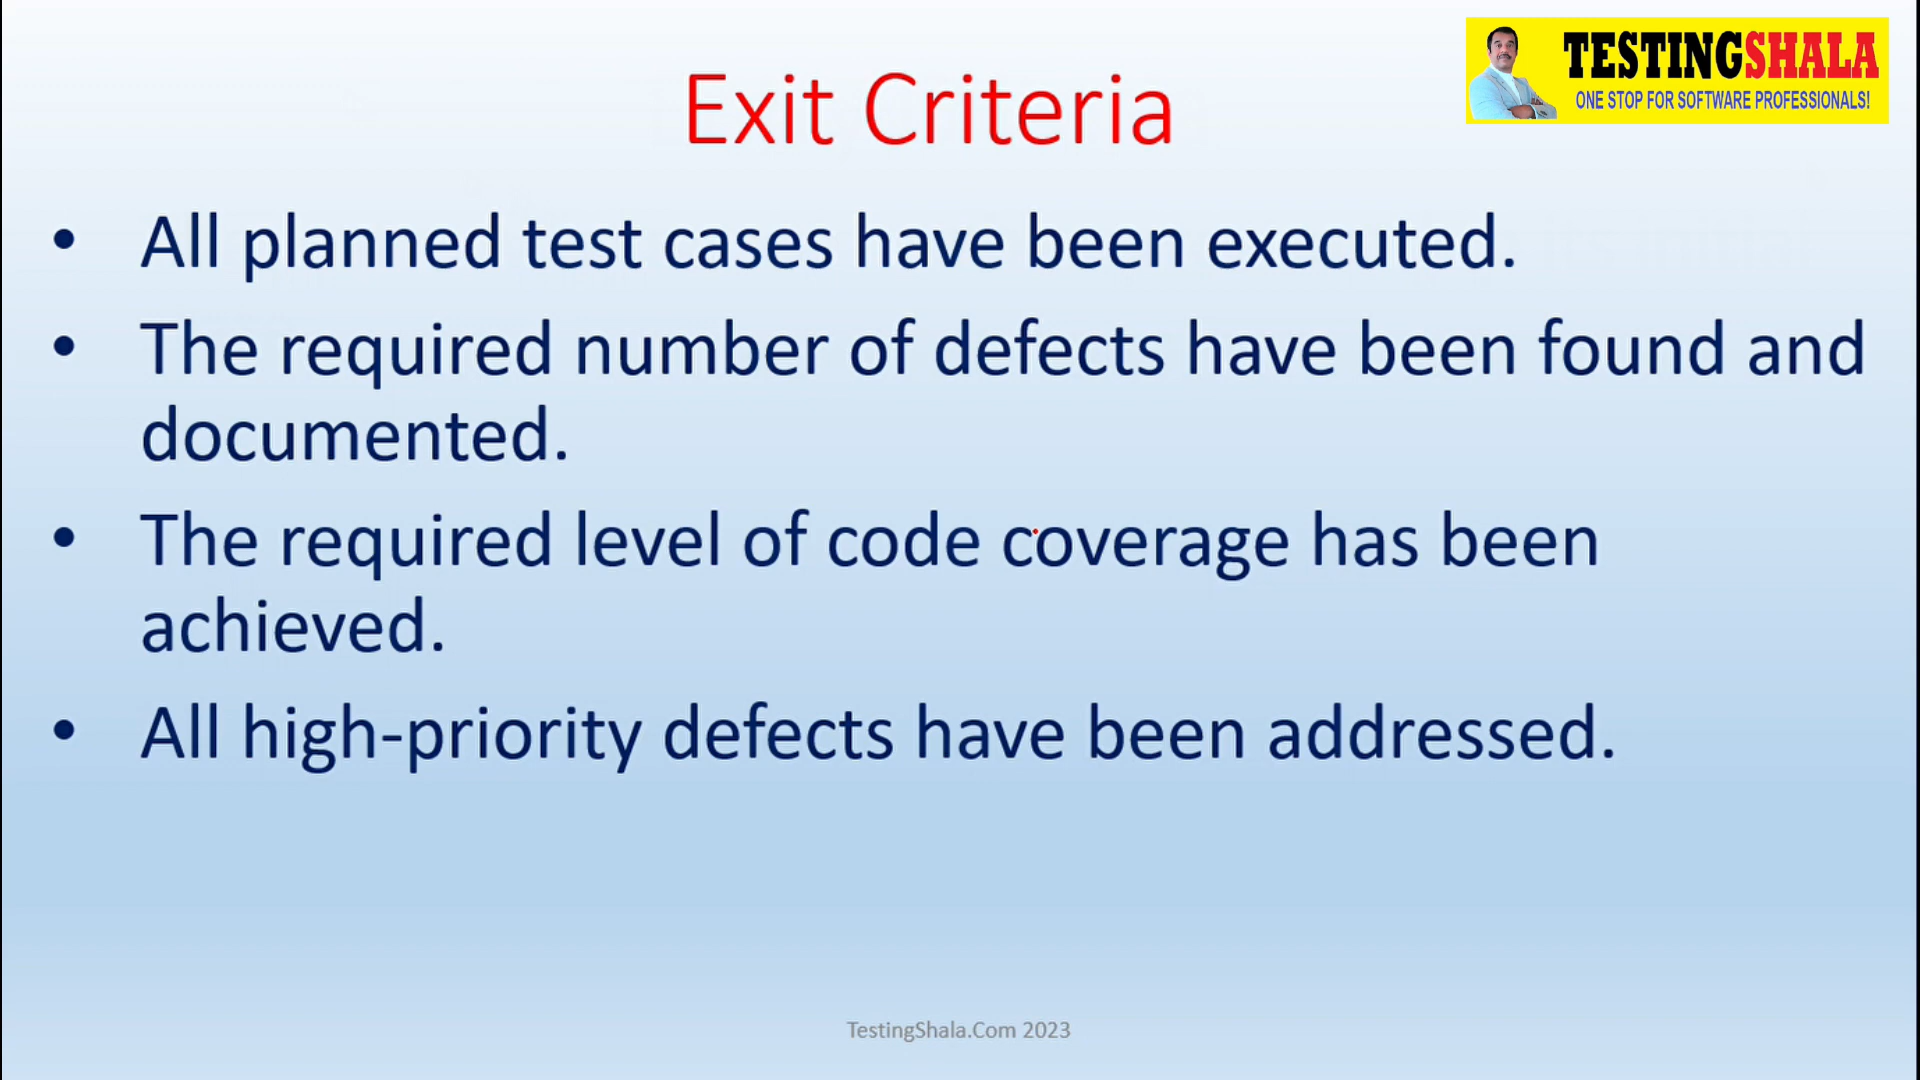 TESTINGSHALA
ONE STOP FOR SOFTWARE PROFESSIONALS!
Exit Criteria
• All planned test cases have been executed.
• The required number of defects have been found and
documented.
• The required level of code coverage has been
achieved.
• All high-priority defects have been addressed.
TestingShala.Com 2023